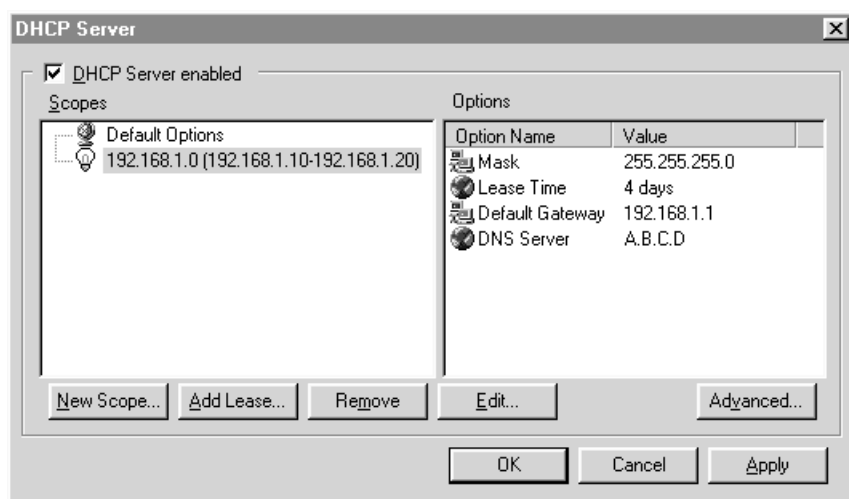 DHCP Server
DHCP Server enabled
Scopes
Default Options
192.168.1.0 (192.168.1.10-192.168.1.20)
Options
Option Name Value
Mask 255.255.255.0
Lease Time 4 days
Default Gateway 192.168.1.1
DNS Server A.B.C.D
New Scope... Add Lease... Remove Edit... Advanced...
OK Cancel Apply